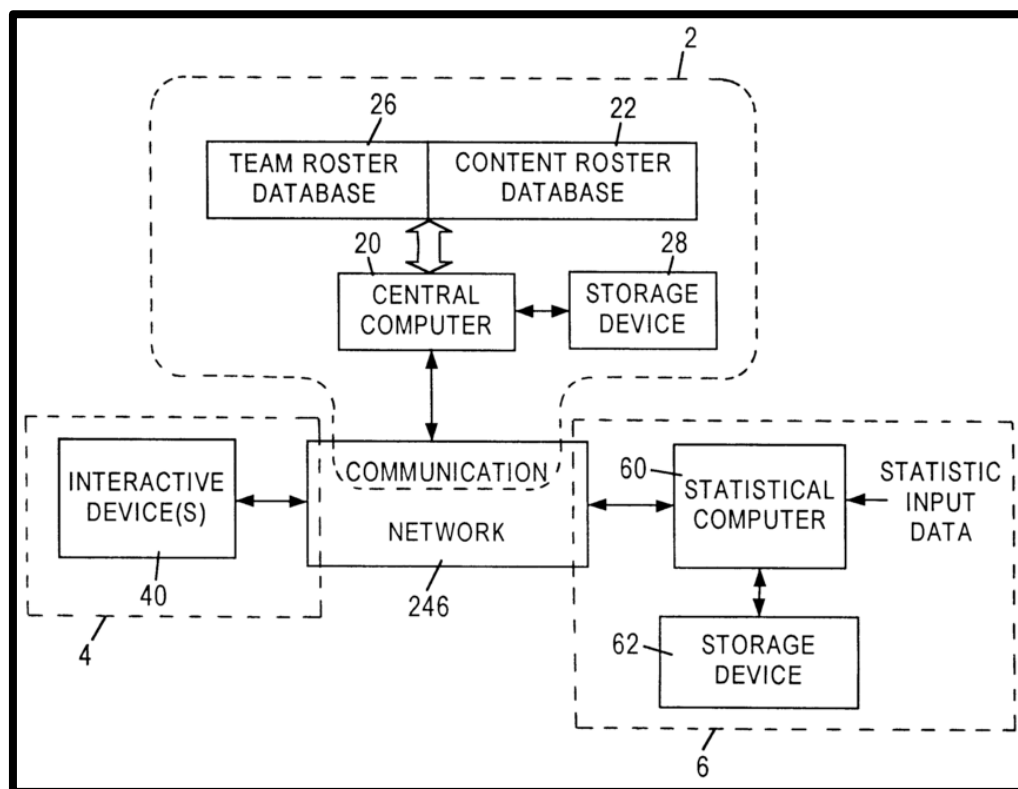 2
26
22
TEAM ROSTER
DATABASE
CONTENT ROSTER
DATABASE
20
28
CENTRAL
COMPUTER
STORAGE
DEVICE
INTERACTIVE
DEVICE(S)
40
4
COMMUNICATION
NETWORK
246
60
STATISTICAL
COMPUTER
STATISTIC
INPUT
DATA
62
STORAGE
DEVICE
6